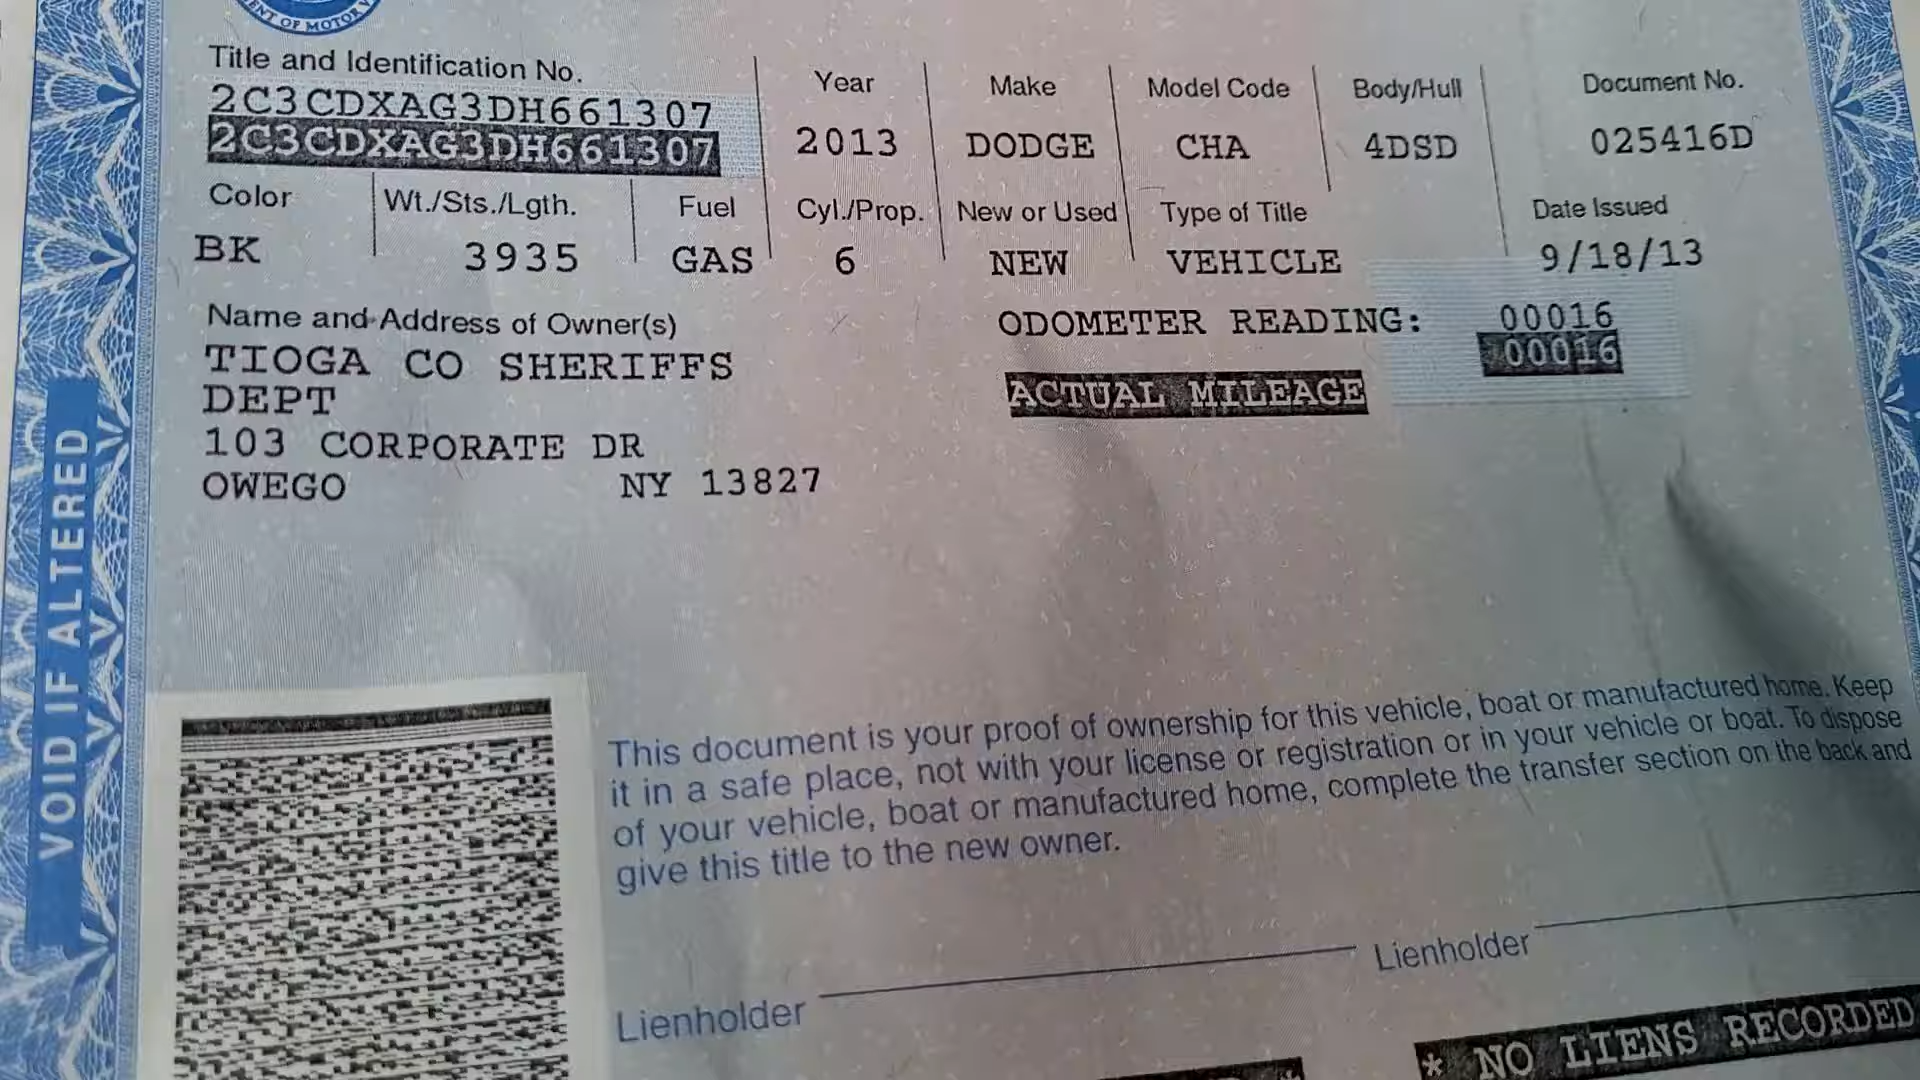 ENT OF MOTOR V
Title and Identification No.
2C3CDXAG3DH661307
2C3CDXAG3DH661307
Year
2013
Make
DODGE
Model Code
CHA
Body/Hull
4DSD
Document No.
025416D
Color
BK
Wt./Sts./Lgth.
3935
Fuel
GAS
Cyl./Prop.
6
New or Used
NEW
Type of Title
VEHICLE
Date Issued
9/18/13
Name and Address of Owner(s)
TIOGA CO SHERIFFS
DEPT
103 CORPORATE DR
OWEGO NY 13827
ODOMETER READING: 00016
00016
ACTUAL MILEAGE
VOID IF ALTERED
This document is your proof of ownership for this vehicle, boat or manufactured home. Keep
it in a safe place, not with your license or registration or in your vehicle or boat. To dispose
of your vehicle, boat or manufactured home, complete the transfer section on the back and
give this title to the new owner.
Lienholder
Lienholder
* NO LIENS RECORDED